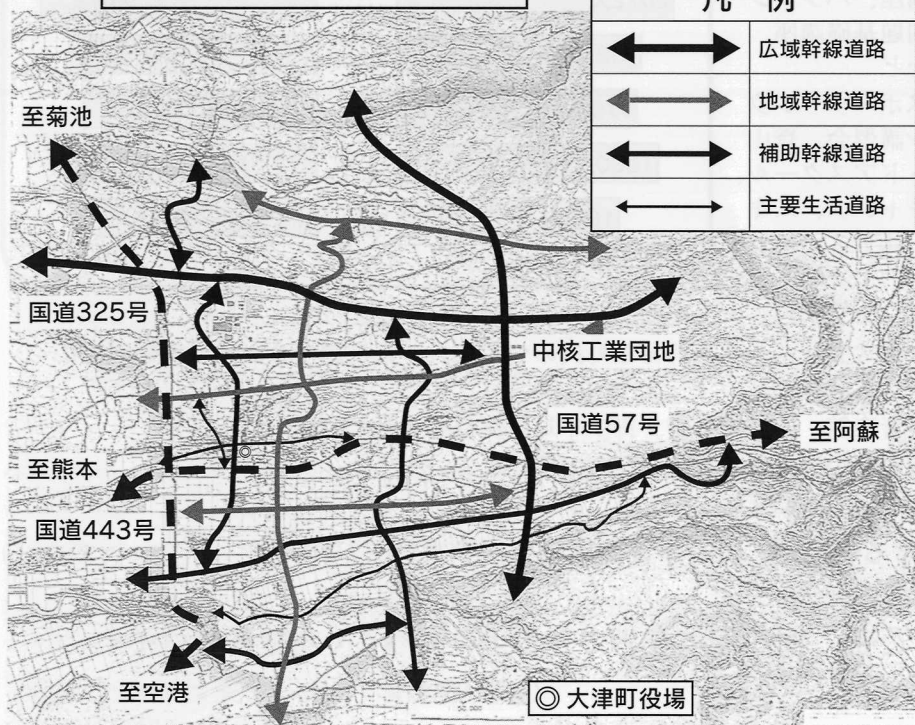 凡 例
広域幹線道路
地域幹線道路
補助幹線道路
主要生活道路
至菊池
国道325号
中核工業団地
国道57号
至阿蘇
至熊本
国道443号
至空港
◎ 大津町役場